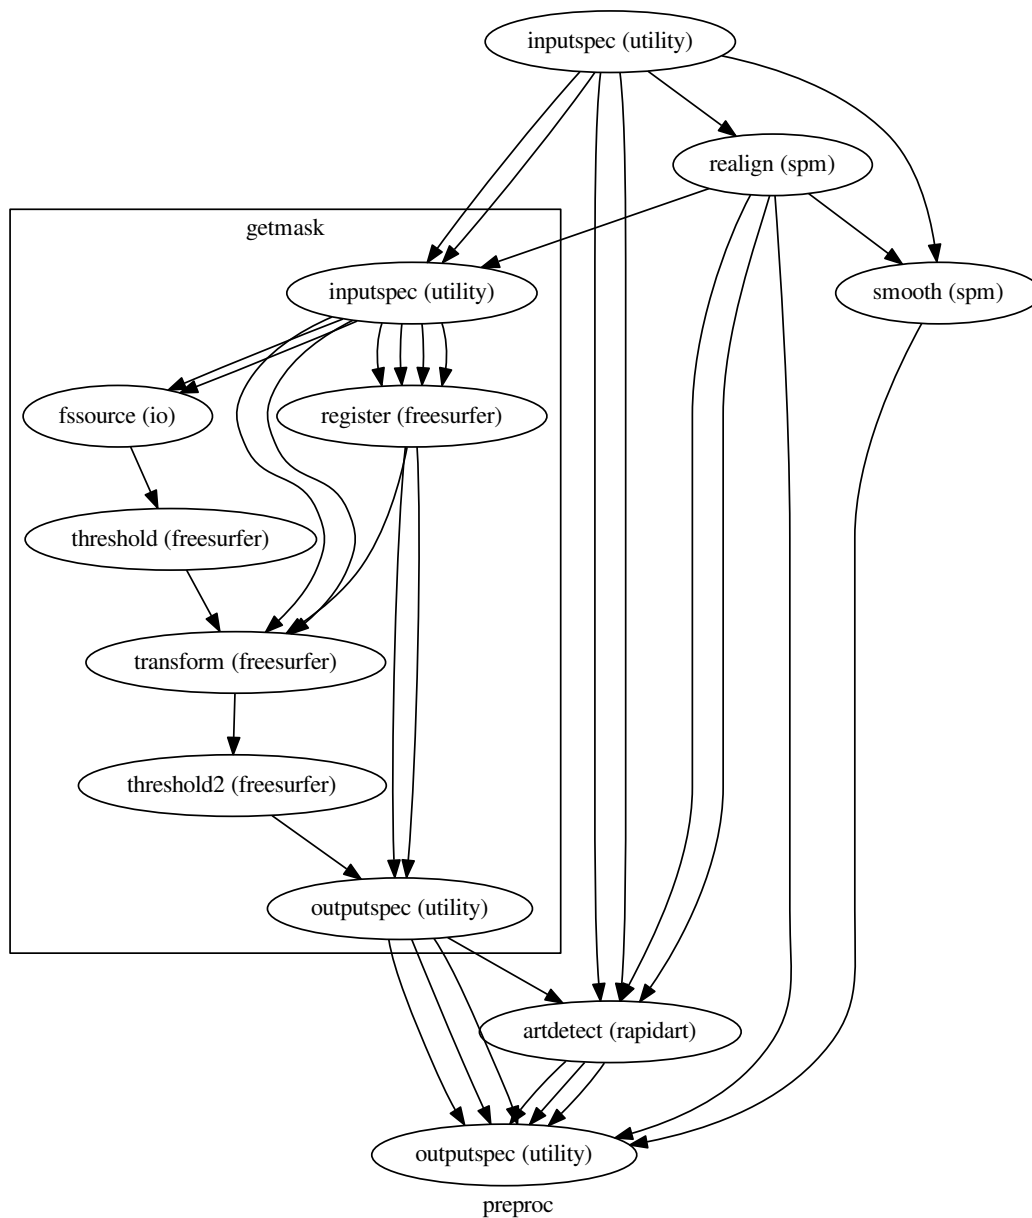 inputspec (utility)
realign (spm)
getmask
inputspec (utility)
smooth (spm)
fssource (io)
register (freesurfer)
threshold (freesurfer)
transform (freesurfer)
threshold2 (freesurfer)
outputspec (utility)
artdetect (rapidart)
outputspec (utility)
preproc